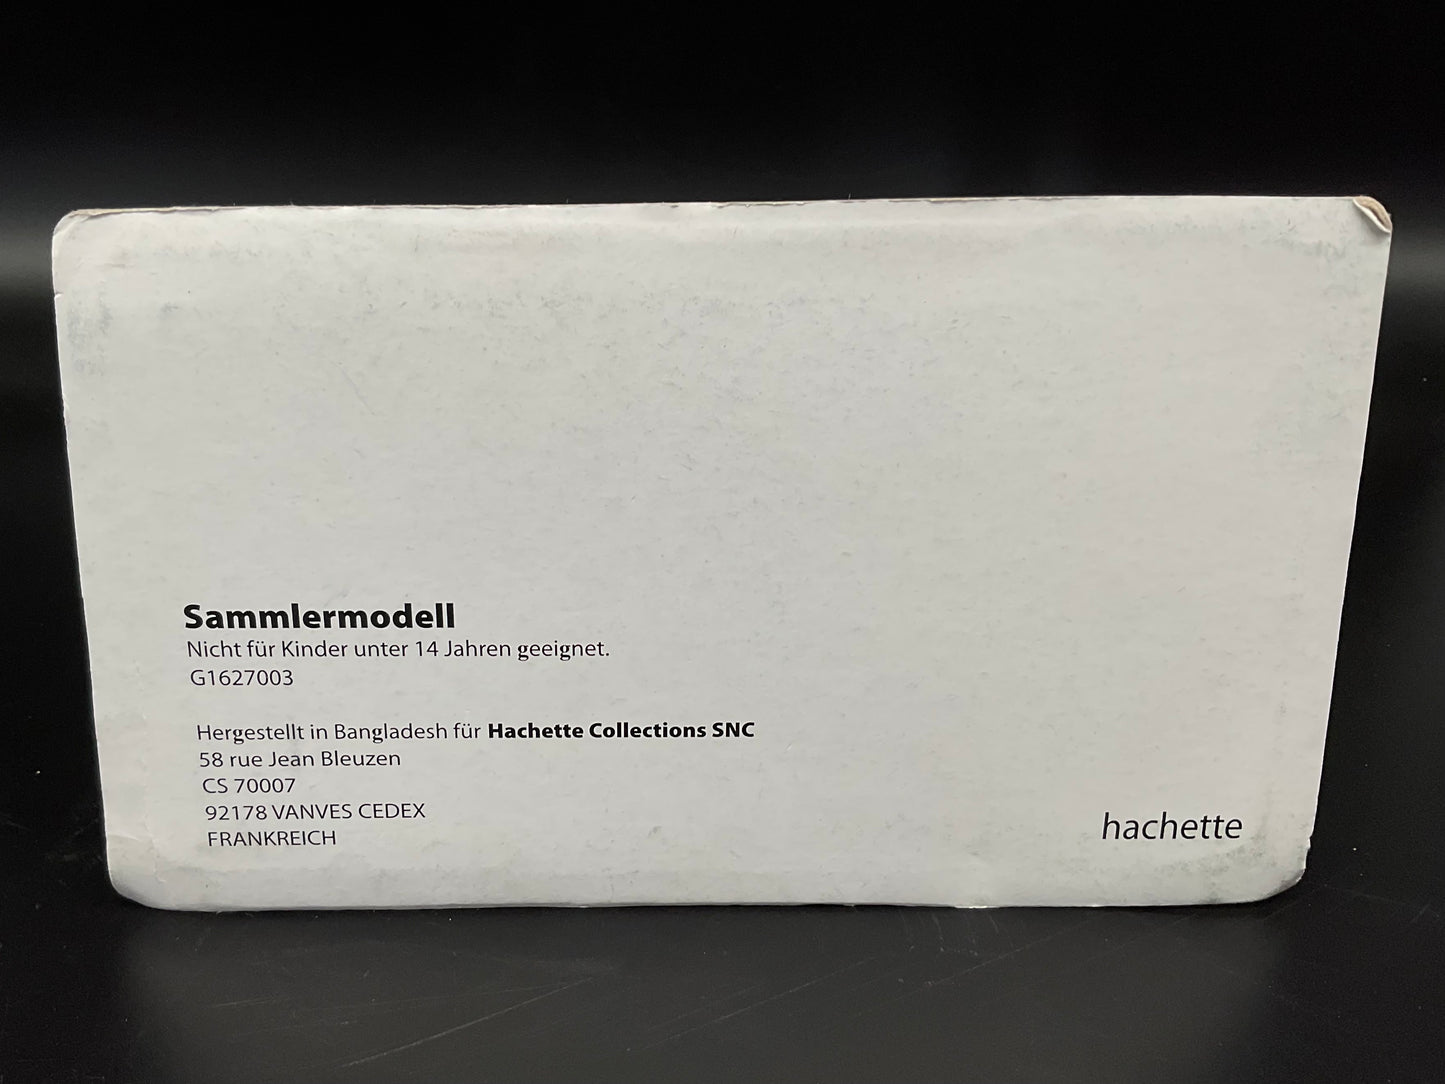 Sammlermodell
Nicht für Kinder unter 14 Jahren geeignet.
G1627003
Hergestellt in Bangladesh für Hachette Collections SNC
58 rue Jean Bleuzen
CS 70007
92178 VANVES CEDEX
FRANKREICH
hachette